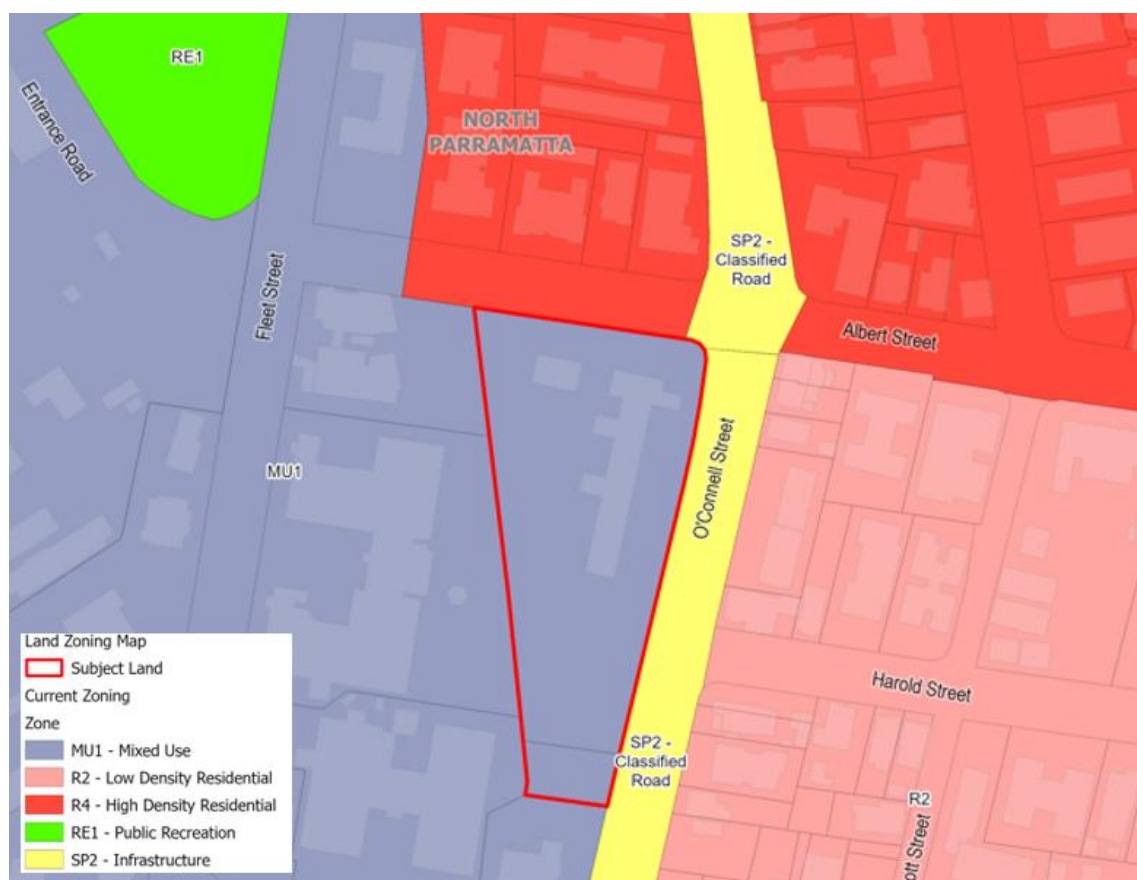 RE1
Entrance Road
NORTH
PARRAMATTA
SP2 -
Classified
Road
Fleet Street
Albert Street
O'Connell Street
MU1
Harold Street
SP2 -
Classified
Road
R2
ott Street
Land Zoning Map
Subject Land
Current Zoning
Zone
MU1 - Mixed Use
R2 - Low Density Residential
R4 - High Density Residential
RE1 - Public Recreation
SP2 - Infrastructure